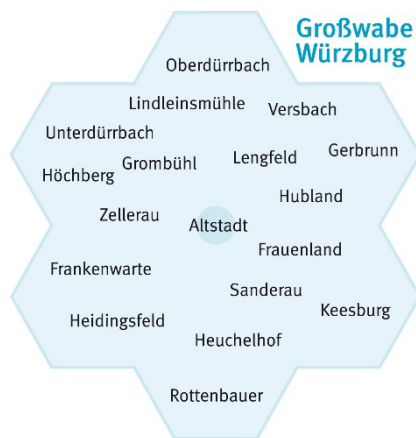 Großwabe
Würzburg
Oberdürrbach
Lindleinsmühle
Versbach
Unterdürrbach
Gerbrunn
Lengfeld
Grombühl
Höchberg
Hubland
Zellerau
Altstadt
Frauenland
Frankenwarte
Sanderau
Keesburg
Heidingsfeld
Heuchelhof
Rottenbauer